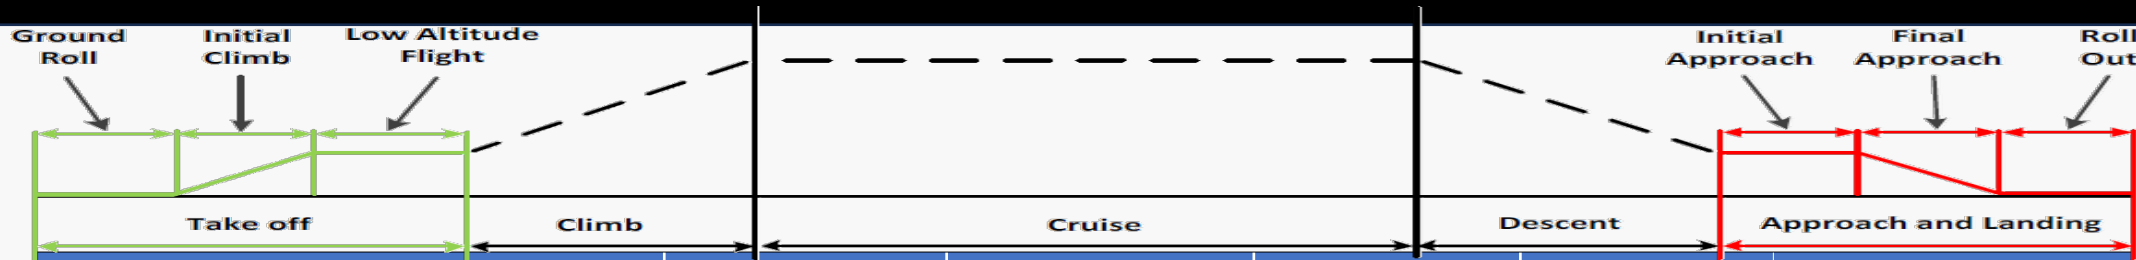 Ground
Roll
Initial
Climb
Low Altitude
Flight
Initial
Approach
Final
Approach
Roll
Out
Take off
Climb
Cruise
Descent
Approach and Landing